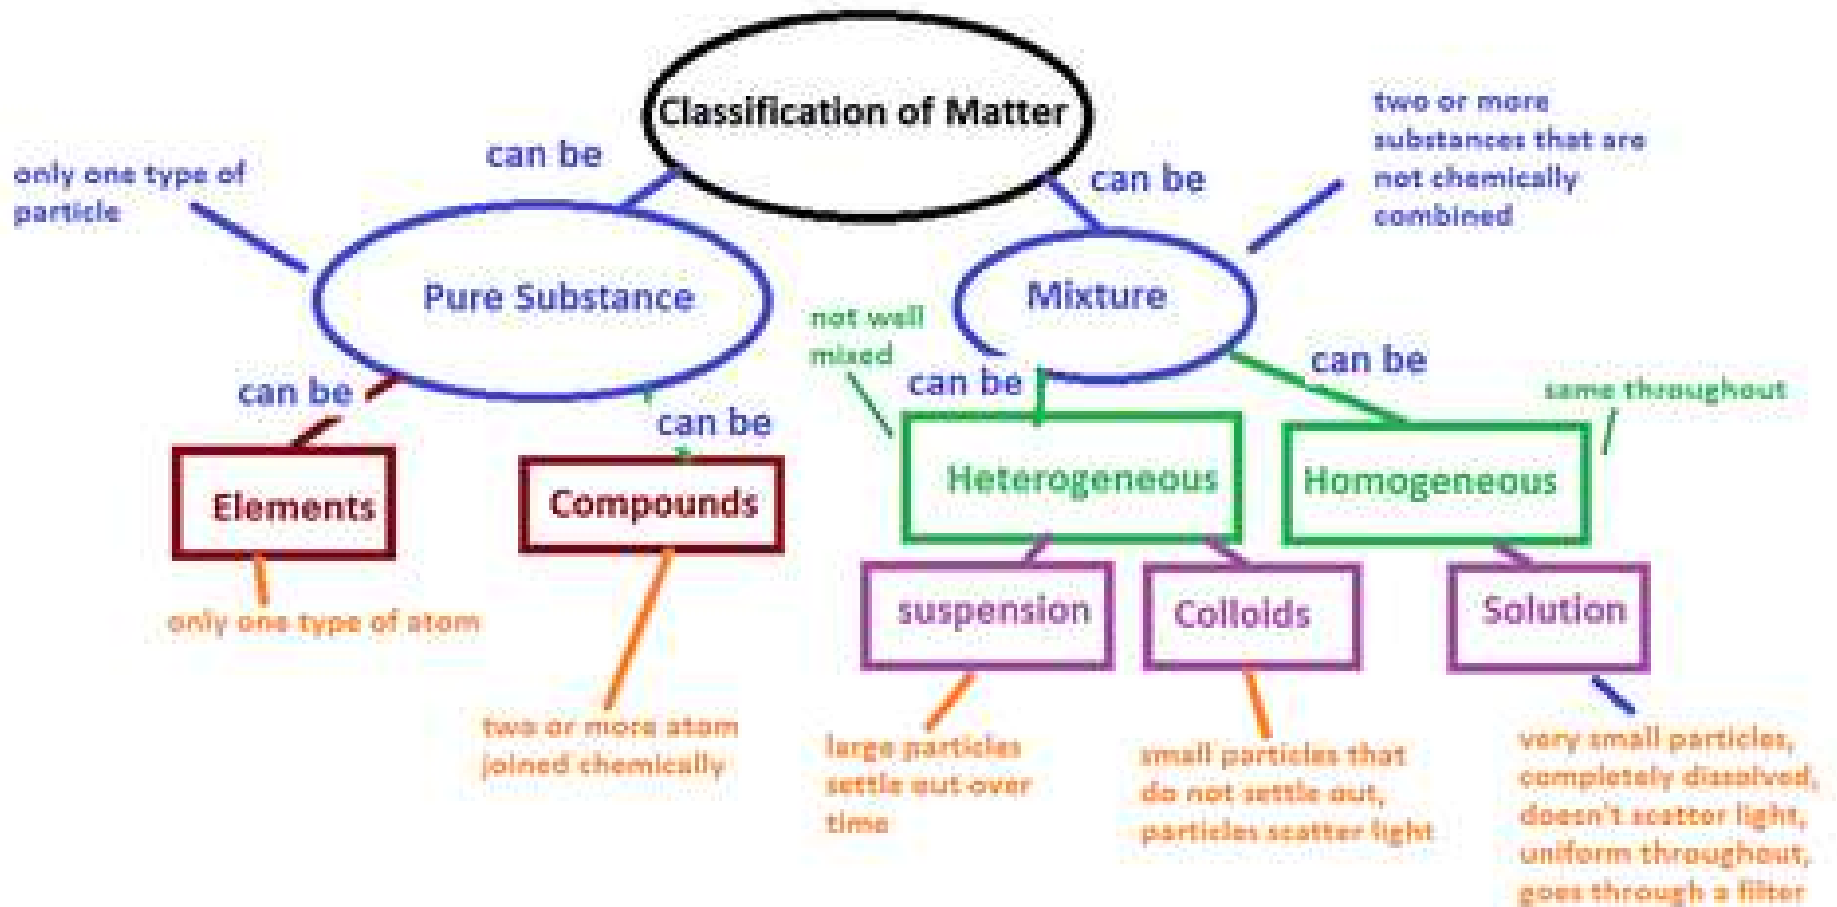 Classification of Matter
can be
can be
only one type of
particle
two or more
substances that are
not chemically
combined
Pure Substance
Mixture
not well
mixed
can be
can be
can be
can be
same throughout
Elements
Compounds
Heterogeneous
Homogeneous
suspension
Colloids
Solution
only one type of atom
two or more atom
joined chemically
large particles
settle out over
time
small particles that
do not settle out,
particles scatter light
very small particles,
completely dissolved,
doesn't scatter light,
uniform throughout,
goes through a filter